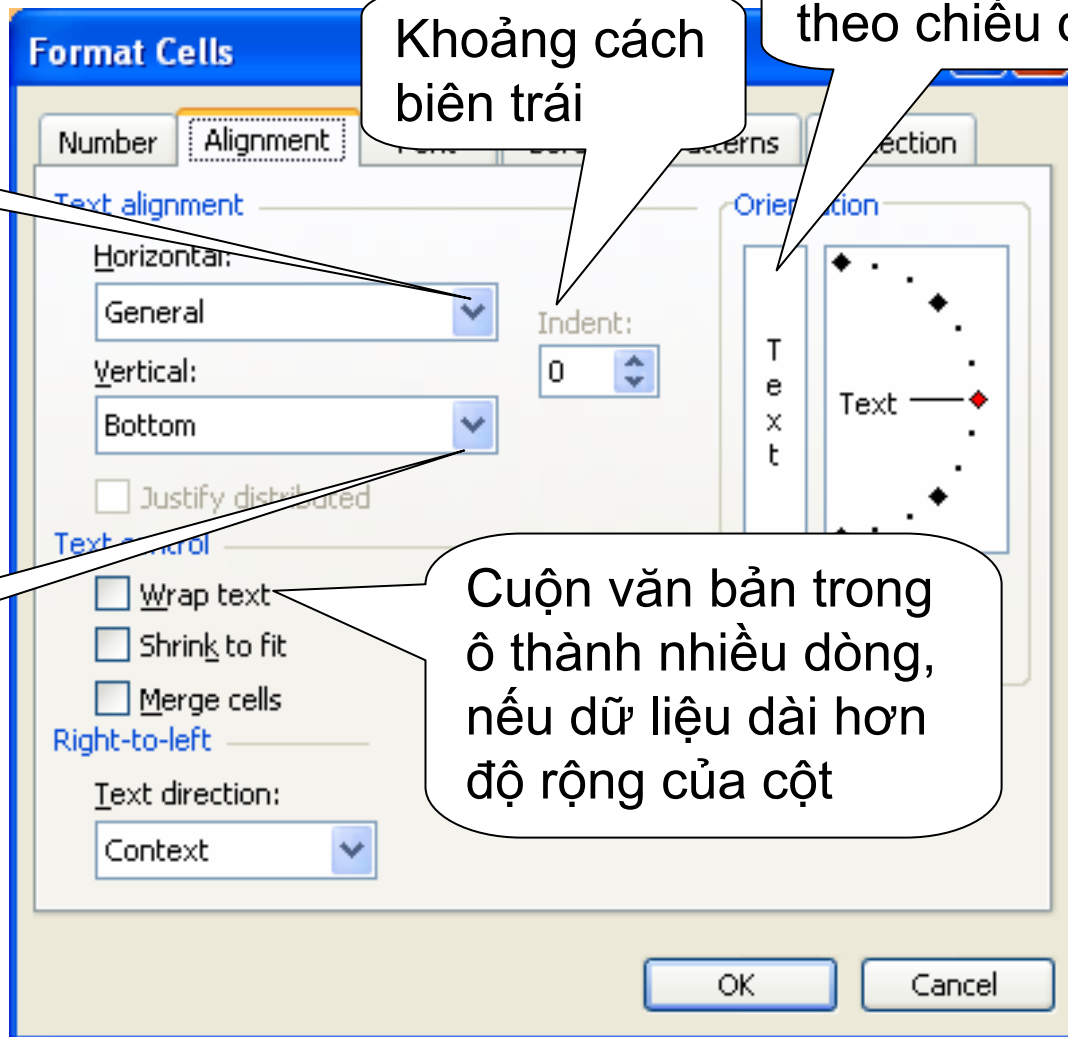 Format Cells
Khoảng cách
biên trái
theo chiều
Number
Alignment
Text alignment
Orientation
Horizontal:
General
Indent:
0
Vertical:
Bottom
T
e
x
t
Text
Justify distributed
Text control
Wrap text
Shrink to fit
Merge cells
Cuộn văn bản trong
ô thành nhiều dòng,
nếu dữ liệu dài hơn
độ rộng của cột
Right-to-left
Text direction:
Context
OK
Cancel